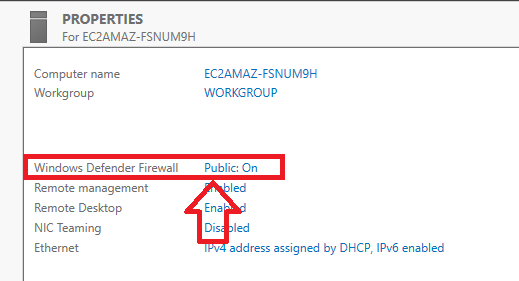 PROPERTIES
For EC2AMAZ-FSNUM9H
Computer name EC2AMAZ-FSNUM9H
Workgroup WORKGROUP
Windows Defender Firewall Public: On
Remote management Enabled
Remote Desktop Enabled
NIC Teaming Disabled
Ethernet IPv4 address assigned by DHCP, IPv6 enabled